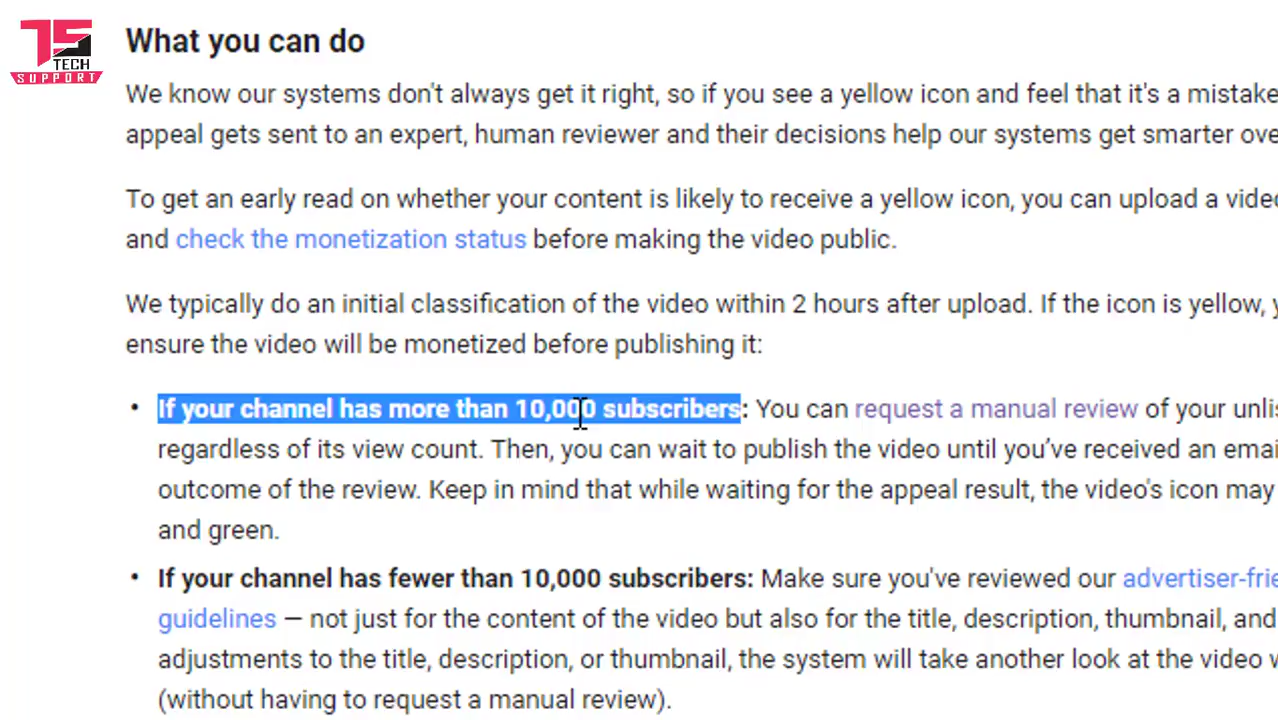 TS
TECH
SUPPORT
What you can do
We know our systems don't always get it right, so if you see a yellow icon and feel that it's a mistake
appeal gets sent to an expert, human reviewer and their decisions help our systems get smarter ove
To get an early read on whether your content is likely to receive a yellow icon, you can upload a vide
and check the monetization status before making the video public.
We typically do an initial classification of the video within 2 hours after upload. If the icon is yellow, y
ensure the video will be monetized before publishing it:
• If your channel has more than 10,000 subscribers: You can request a manual review of your unlis
regardless of its view count. Then, you can wait to publish the video until you've received an emai
outcome of the review. Keep in mind that while waiting for the appeal result, the video's icon may
and green.
• If your channel has fewer than 10,000 subscribers: Make sure you've reviewed our advertiser-frie
guidelines — not just for the content of the video but also for the title, description, thumbnail, and
adjustments to the title, description, or thumbnail, the system will take another look at the video w
(without having to request a manual review).